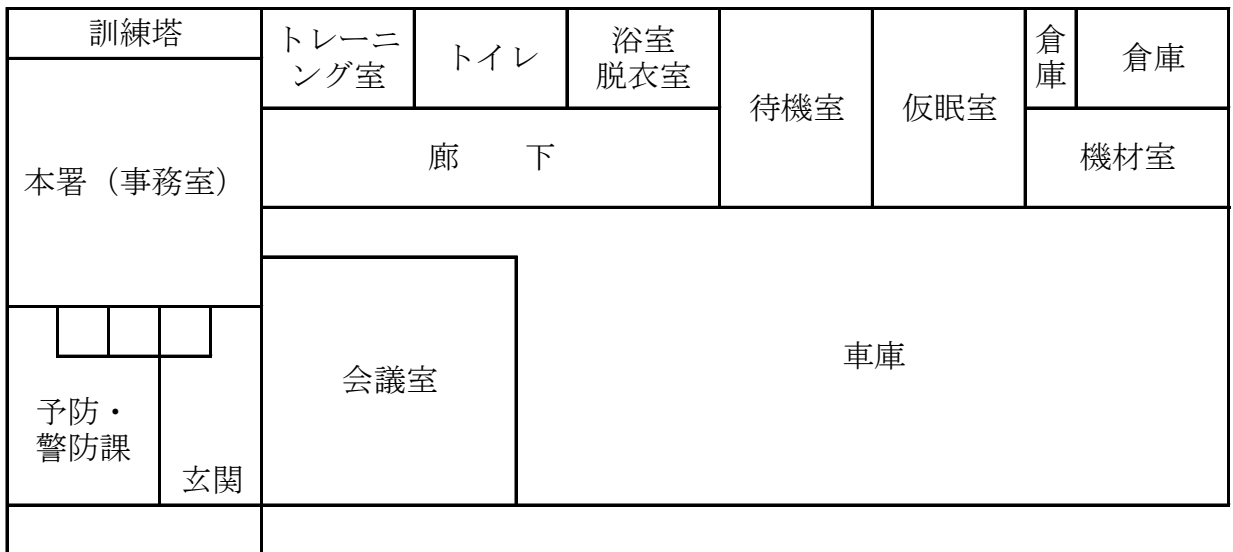 訓練塔
トレーニ
ング室
トイレ
浴室
脱衣室
待機室
仮眠室
倉
庫
倉庫
廊　下
機材室
本署（事務室）
会議室
車庫
予防・
警防課
玄関